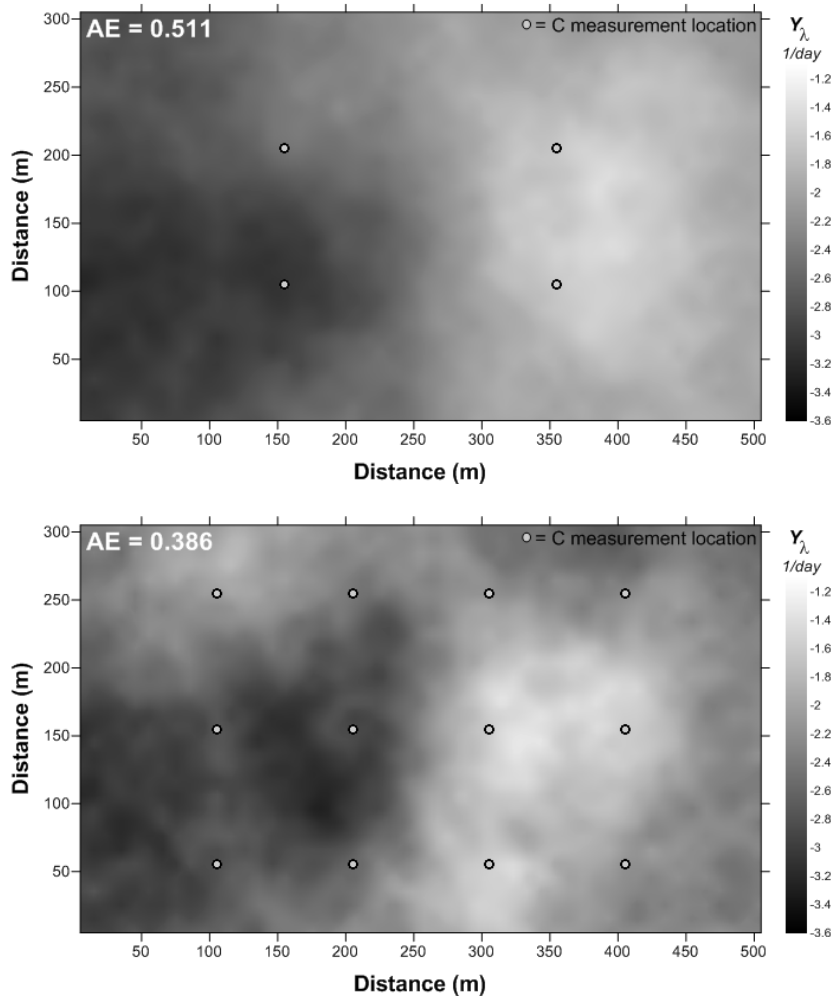 AE = 0.511
= C measurement location
Yλ
1/day
-1.2
-1.4
-1.6
-1.8
-2
-2.2
-2.4
-2.6
-2.8
-3
-3.2
-3.4
-3.6
300
250
200
150
100
50
Distance (m)
50 100 150 200 250 300 350 400 450 500
Distance (m)
AE = 0.386
= C measurement location
Yλ
1/day
-1.2
-1.4
-1.6
-1.8
-2
-2.2
-2.4
-2.6
-2.8
-3
-3.2
-3.4
-3.6
300
250
200
150
100
50
Distance (m)
50 100 150 200 250 300 350 400 450 500
Distance (m)